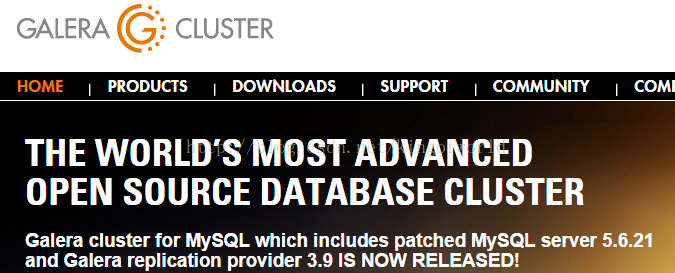 GALERA CLUSTER
HOME | PRODUCTS | DOWNLOADS | SUPPORT | COMMUNITY |
THE WORLD'S MOST ADVANCED
OPEN SOURCE DATABASE CLUSTER
Galera cluster for MySQL which includes patched MySQL server 5.6.21
and Galera replication provider 3.9 IS NOW RELEASED!